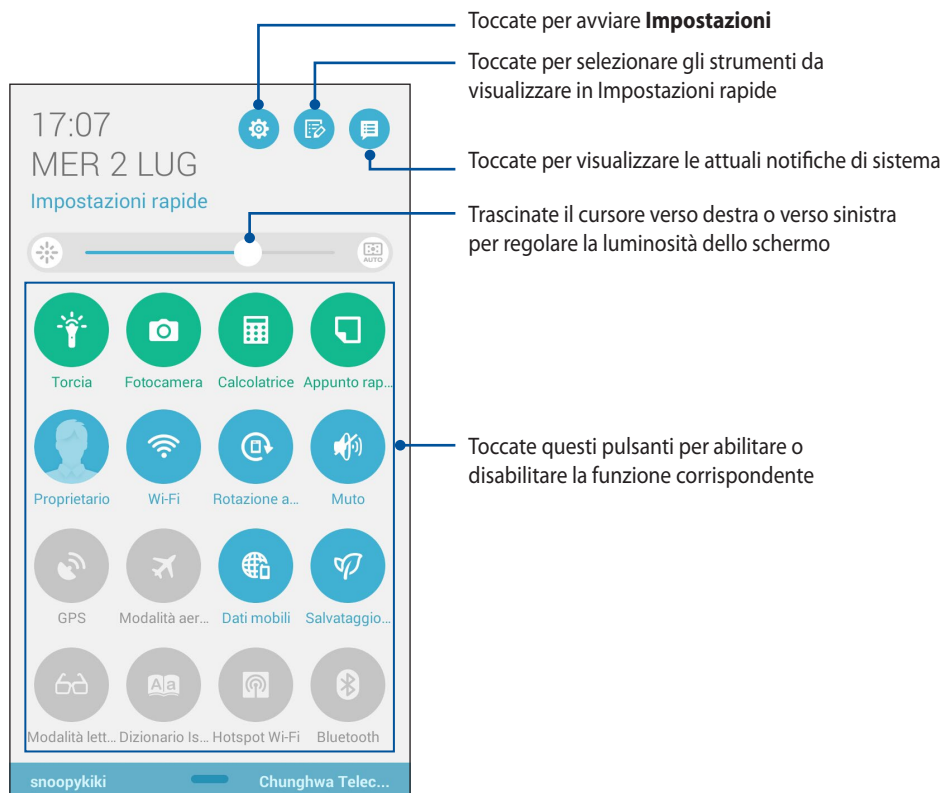 Toccate per avviare Impostazioni
Toccate per selezionare gli strumenti da
visualizzare in Impostazioni rapide
Toccate per visualizzare le attuali notifiche di sistema
Trascinate il cursore verso destra o verso sinistra
per regolare la luminosità dello schermo
Toccate questi pulsanti per abilitare o
disabilitare la funzione corrispondente
17:07
MER 2 LUG
Impostazioni rapide
AUTO
Torcia Fotocamera Calcolatrice Appunto rap...
Proprietario Wi-Fi Rotazione a... Muto
GPS Modalità aer... Dati mobili Salvataggio...
Aa
Modalità lett... Dizionario Is... Hotspot Wi-Fi Bluetooth
snoopykiki Chunghwa Telec...